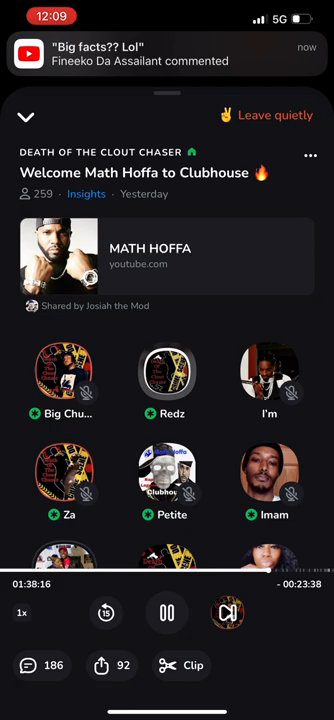 12:09
5G
"Big facts?? Lol"
now
Fineeko Da Assailant commented
✌ Leave quietly
DEATH OF THE CLOUT CHASER
Welcome Math Hoffa to Clubhouse 🔥
259 · Insights · Yesterday
MATH HOFFA
youtube.com
Shared by Josiah the Mod
Big Chu...
Redz
I'm
Za
Petite
Imam
01:38:16
- 00:23:38
1x
15
186
92
Clip